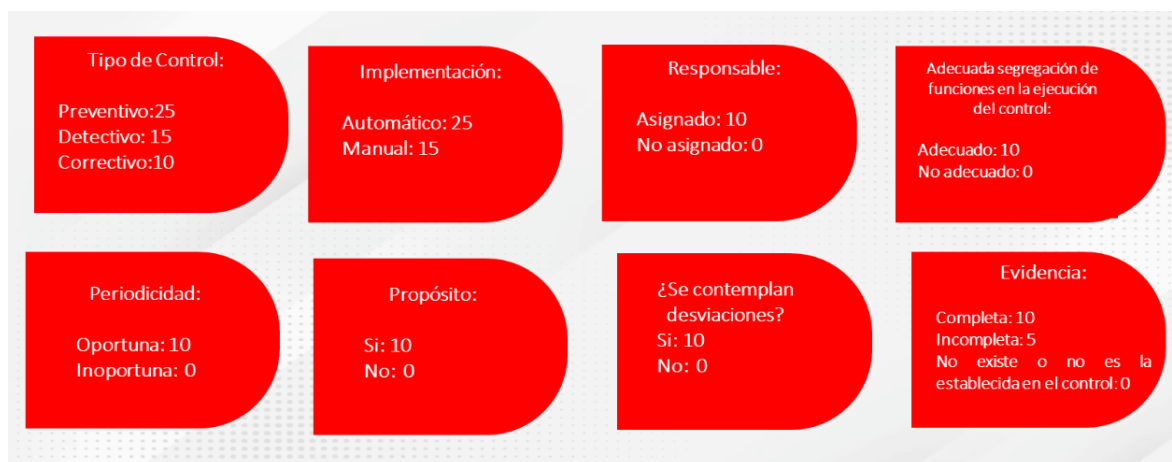 Tipo de Control:
Preventivo:25
Detectivo: 15
Correctivo:10
Implementación:
Automático: 25
Manual: 15
Responsable:
Asignado: 10
No asignado: 0
Adecuada segregación de
funciones en la ejecución
del control:
Adecuado: 10
No adecuado: 0
Periodicidad:
Oportuna: 10
Inoportuna: 0
Propósito:
Si: 10
No: 0
¿Se contemplan
desviaciones?
Si: 10
No: 0
Evidencia:
Completa: 10
Incompleta: 5
No existe o no es la
establecida en el control: 0